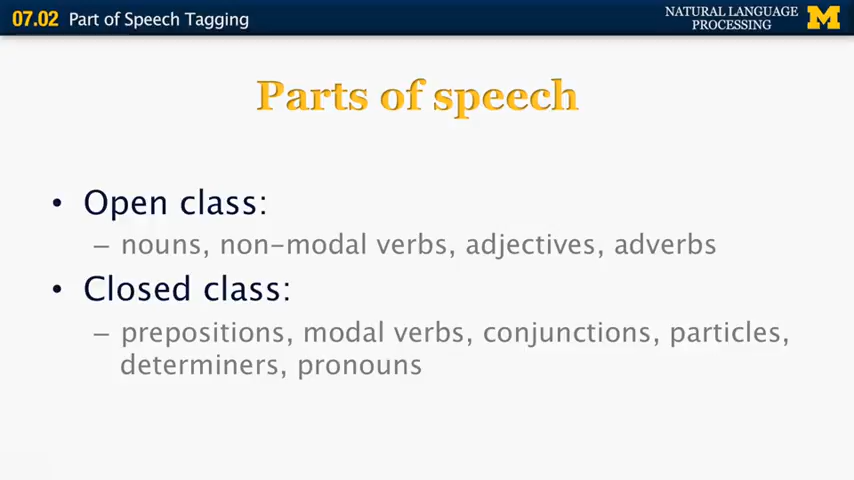 07.02 Part of Speech Tagging
NATURAL LANGUAGE
PROCESSING
M
Parts of speech
• Open class:
– nouns, non-modal verbs, adjectives, adverbs
• Closed class:
– prepositions, modal verbs, conjunctions, particles,
determiners, pronouns